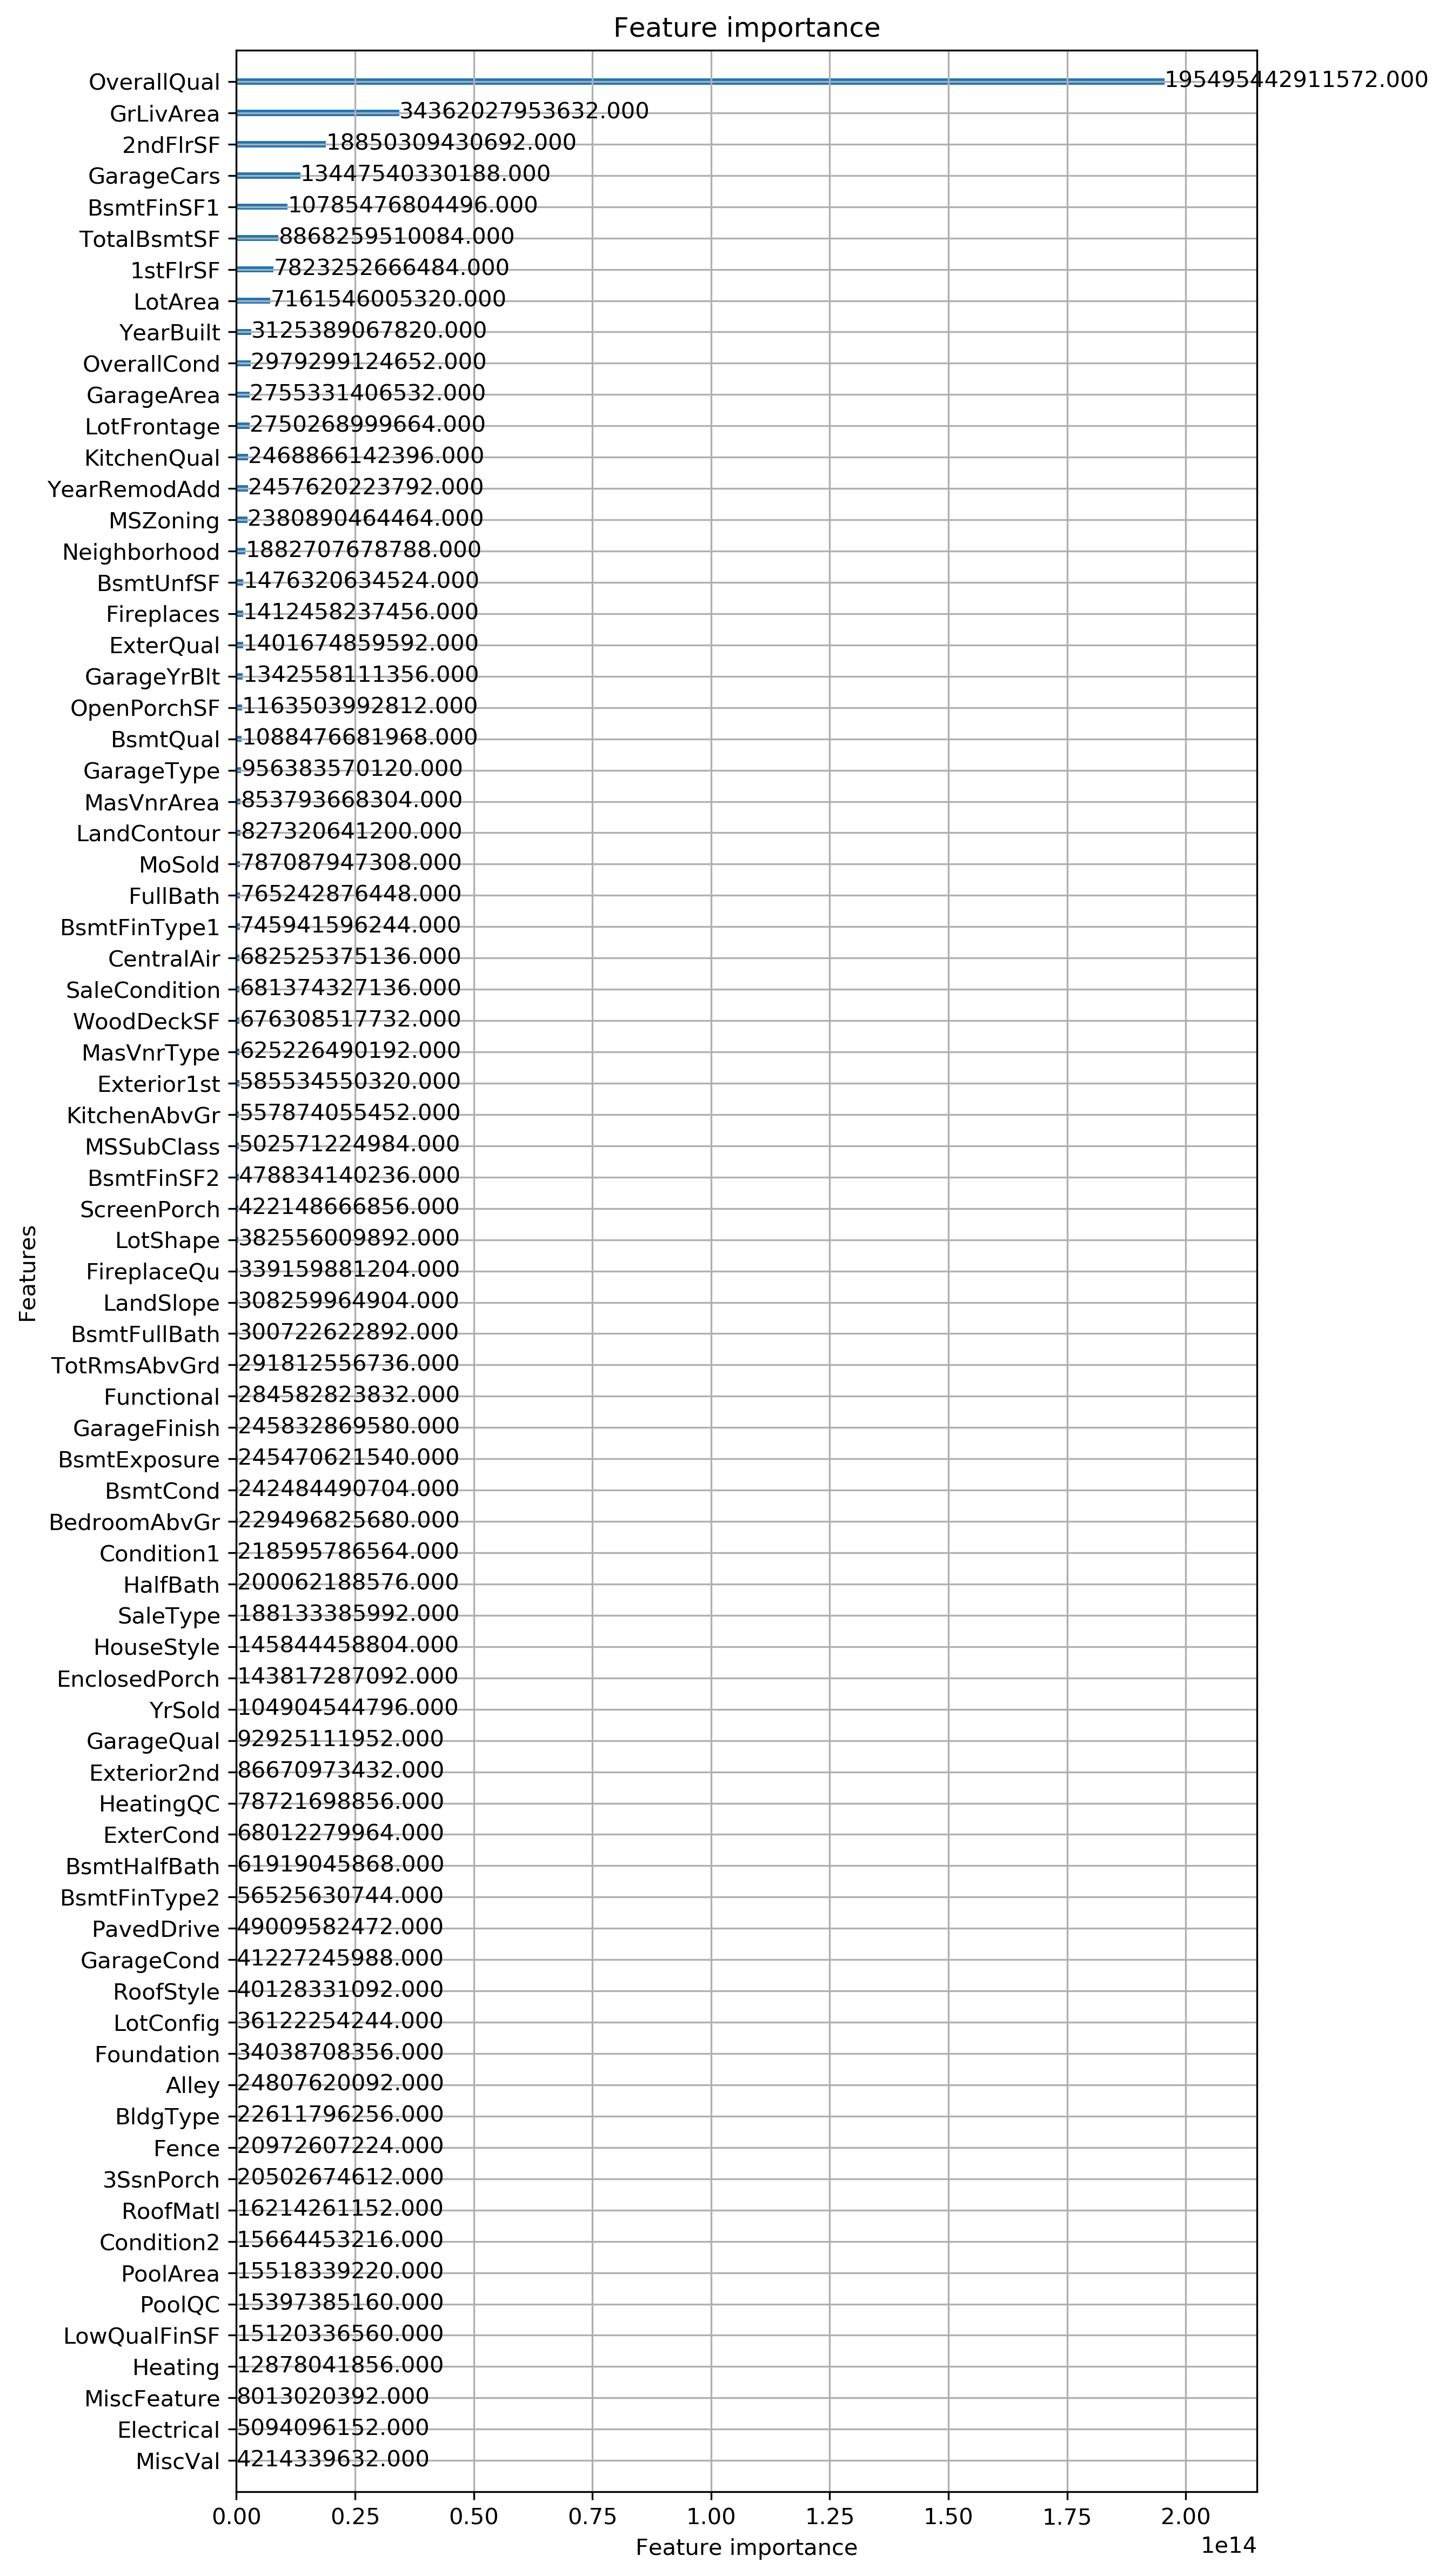 Feature importance
OverallQual 195495442911572.000
GrLivArea 34362027953632.000
2ndFlrSF 18850309430692.000
GarageCars 13447540330188.000
BsmtFinSF1 10785476804496.000
TotalBsmtSF 8868259510084.000
1stFlrSF 7823252666484.000
LotArea 7161546005320.000
YearBuilt 3125389067820.000
OverallCond 2979299124652.000
GarageArea 2755331406532.000
LotFrontage 2750268999664.000
KitchenQual 2468866142396.000
YearRemodAdd 2457620223792.000
MSZoning 2380890464464.000
Neighborhood 1882707678788.000
BsmtUnfSF 1476320634524.000
Fireplaces 1412458237456.000
ExterQual 1401674859592.000
GarageYrBlt 1342558111356.000
OpenPorchSF 1163503992812.000
BsmtQual 1088476681968.000
GarageType 956383570120.000
MasVnrArea 853793668304.000
LandContour 827320641200.000
MoSold 787087947308.000
FullBath 765242876448.000
BsmtFinType1 745941596244.000
CentralAir 682525375136.000
SaleCondition 681374327136.000
WoodDeckSF 676308517732.000
MasVnrType 625226490192.000
Exterior1st 585534550320.000
KitchenAbvGr 557874055452.000
MSSubClass 502571224984.000
BsmtFinSF2 478834140236.000
ScreenPorch 422148666856.000
LotShape 382556009892.000
FireplaceQu 339159881204.000
LandSlope 308259964904.000
BsmtFullBath 300722622892.000
TotRmsAbvGrd 291812556736.000
Functional 284582823832.000
GarageFinish 245832869580.000
BsmtExposure 245470621540.000
BsmtCond 242484490704.000
BedroomAbvGr 229496825680.000
Condition1 218595786564.000
HalfBath 200062188576.000
SaleType 188133385992.000
HouseStyle 145844458804.000
EnclosedPorch 143817287092.000
YrSold 104904544796.000
GarageQual 92925111952.000
Exterior2nd 86670973432.000
HeatingQC 78721698856.000
ExterCond 68012279964.000
BsmtHalfBath 61919045868.000
BsmtFinType2 56525630744.000
PavedDrive 49009582472.000
GarageCond 41227245988.000
RoofStyle 40128331092.000
LotConfig 36122254244.000
Foundation 34038708356.000
Alley 24807620092.000
BldgType 22611796256.000
Fence 20972607224.000
3SsnPorch 20502674612.000
RoofMatl 16214261152.000
Condition2 15664453216.000
PoolArea 15518339220.000
PoolQC 15397385160.000
LowQualFinSF 15120336560.000
Heating 12878041856.000
MiscFeature 8013020392.000
Electrical 5094096152.000
MiscVal 4214339632.000
Features
0.00 0.25 0.50 0.75 1.00 1.25 1.50 1.75 2.00
1e14
Feature importance